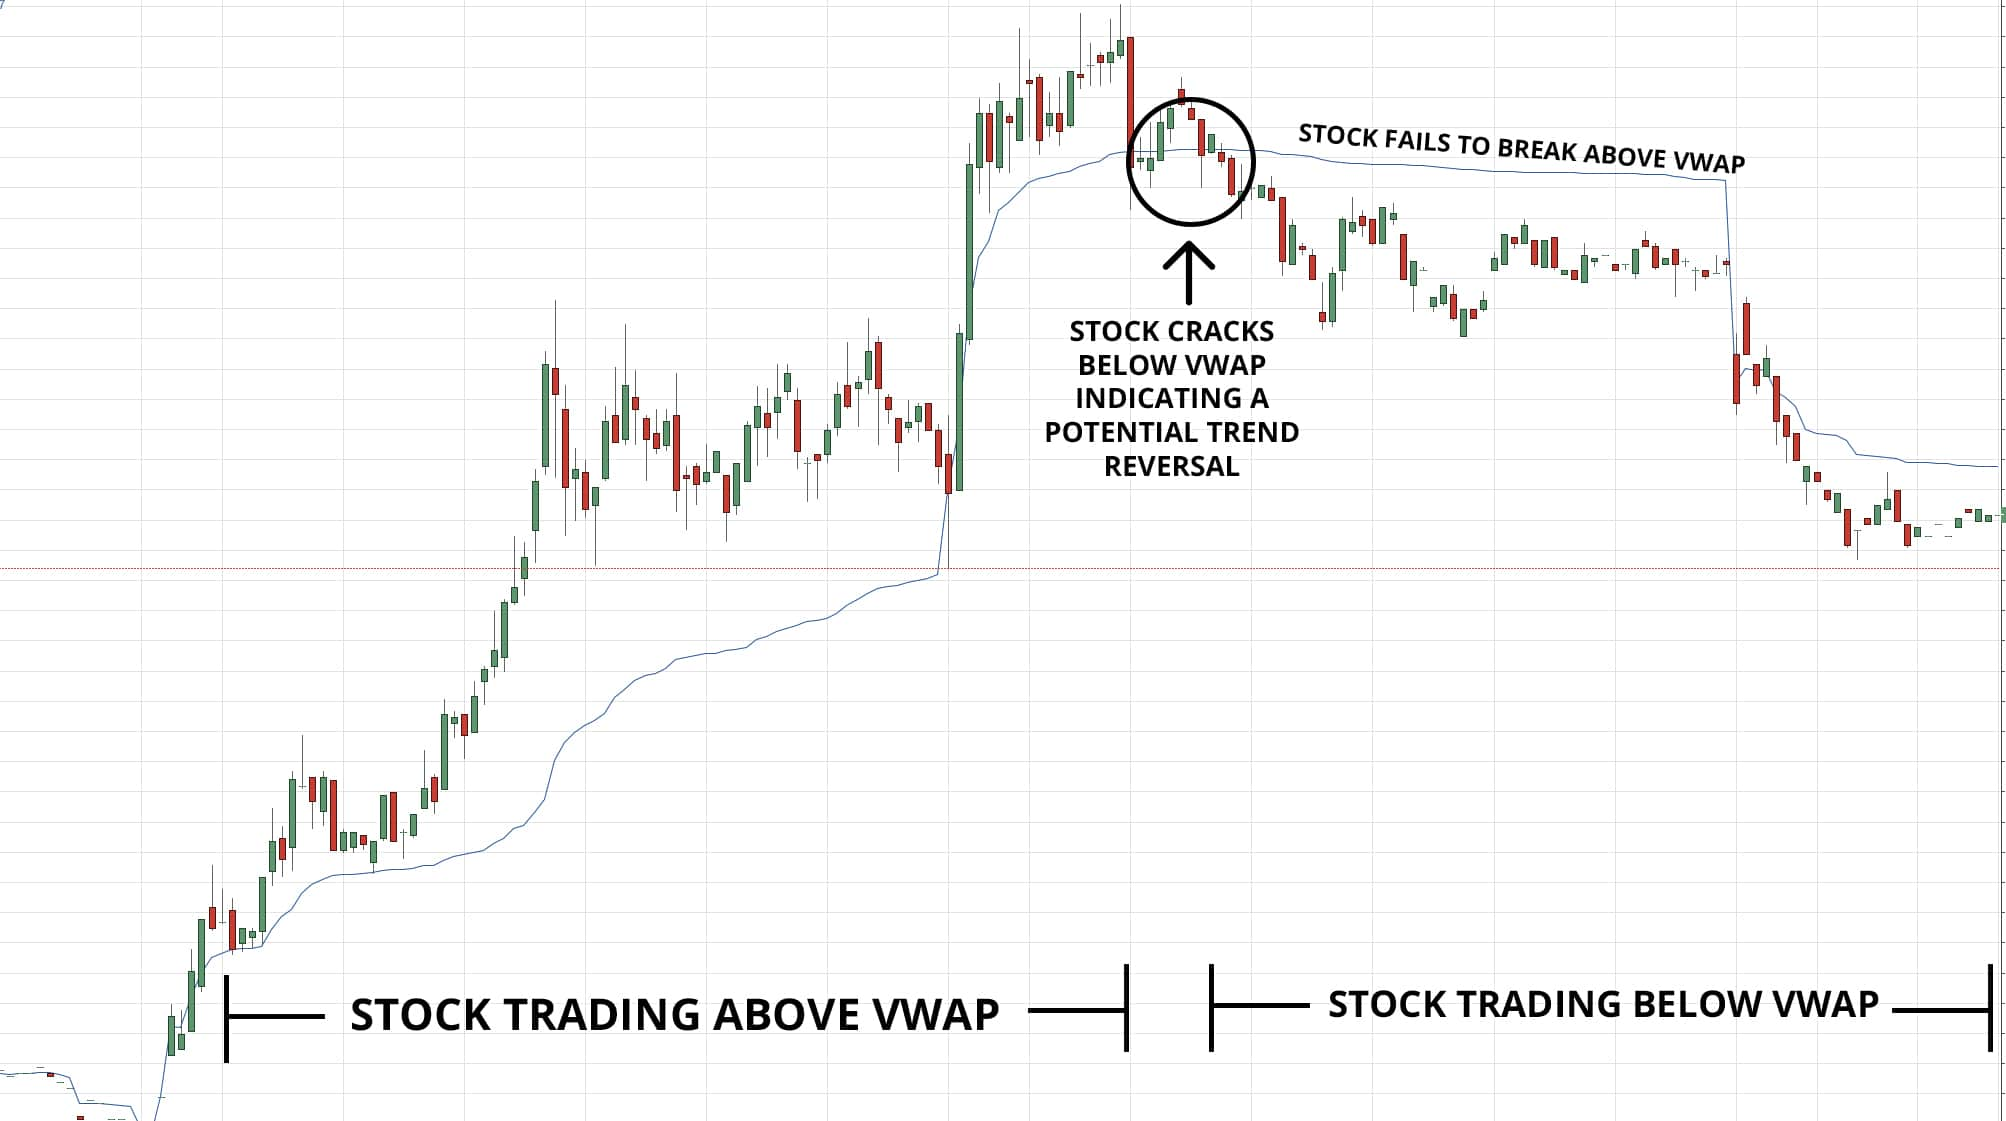 STOCK FAILS TO BREAK ABOVE VWAP
STOCK CRACKS
BELOW VWAP
INDICATING A
POTENTIAL TREND
REVERSAL
STOCK TRADING ABOVE VWAP
STOCK TRADING BELOW VWAP